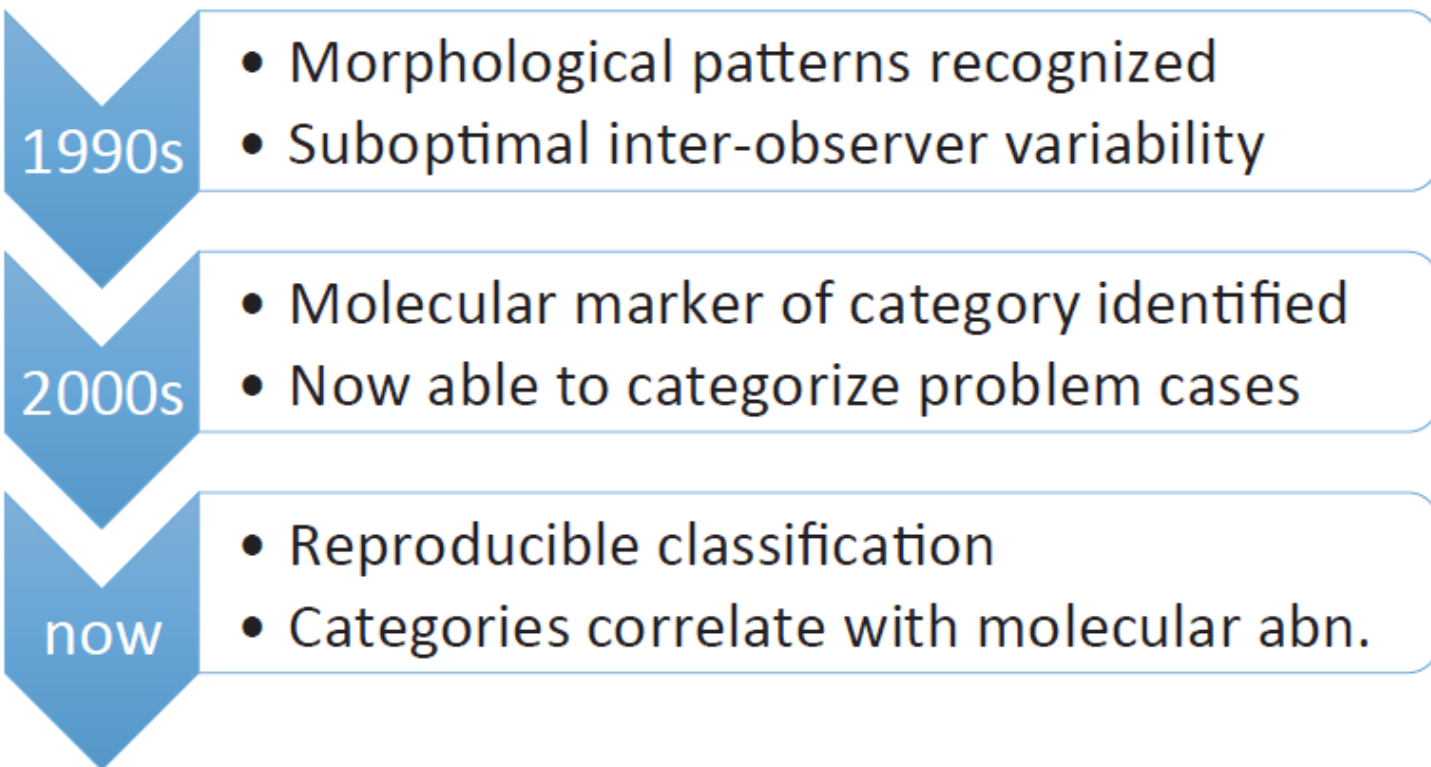 1990s
• Morphological patterns recognized
• Suboptimal inter-observer variability
2000s
• Molecular marker of category identified
• Now able to categorize problem cases
now
• Reproducible classification
• Categories correlate with molecular abn.